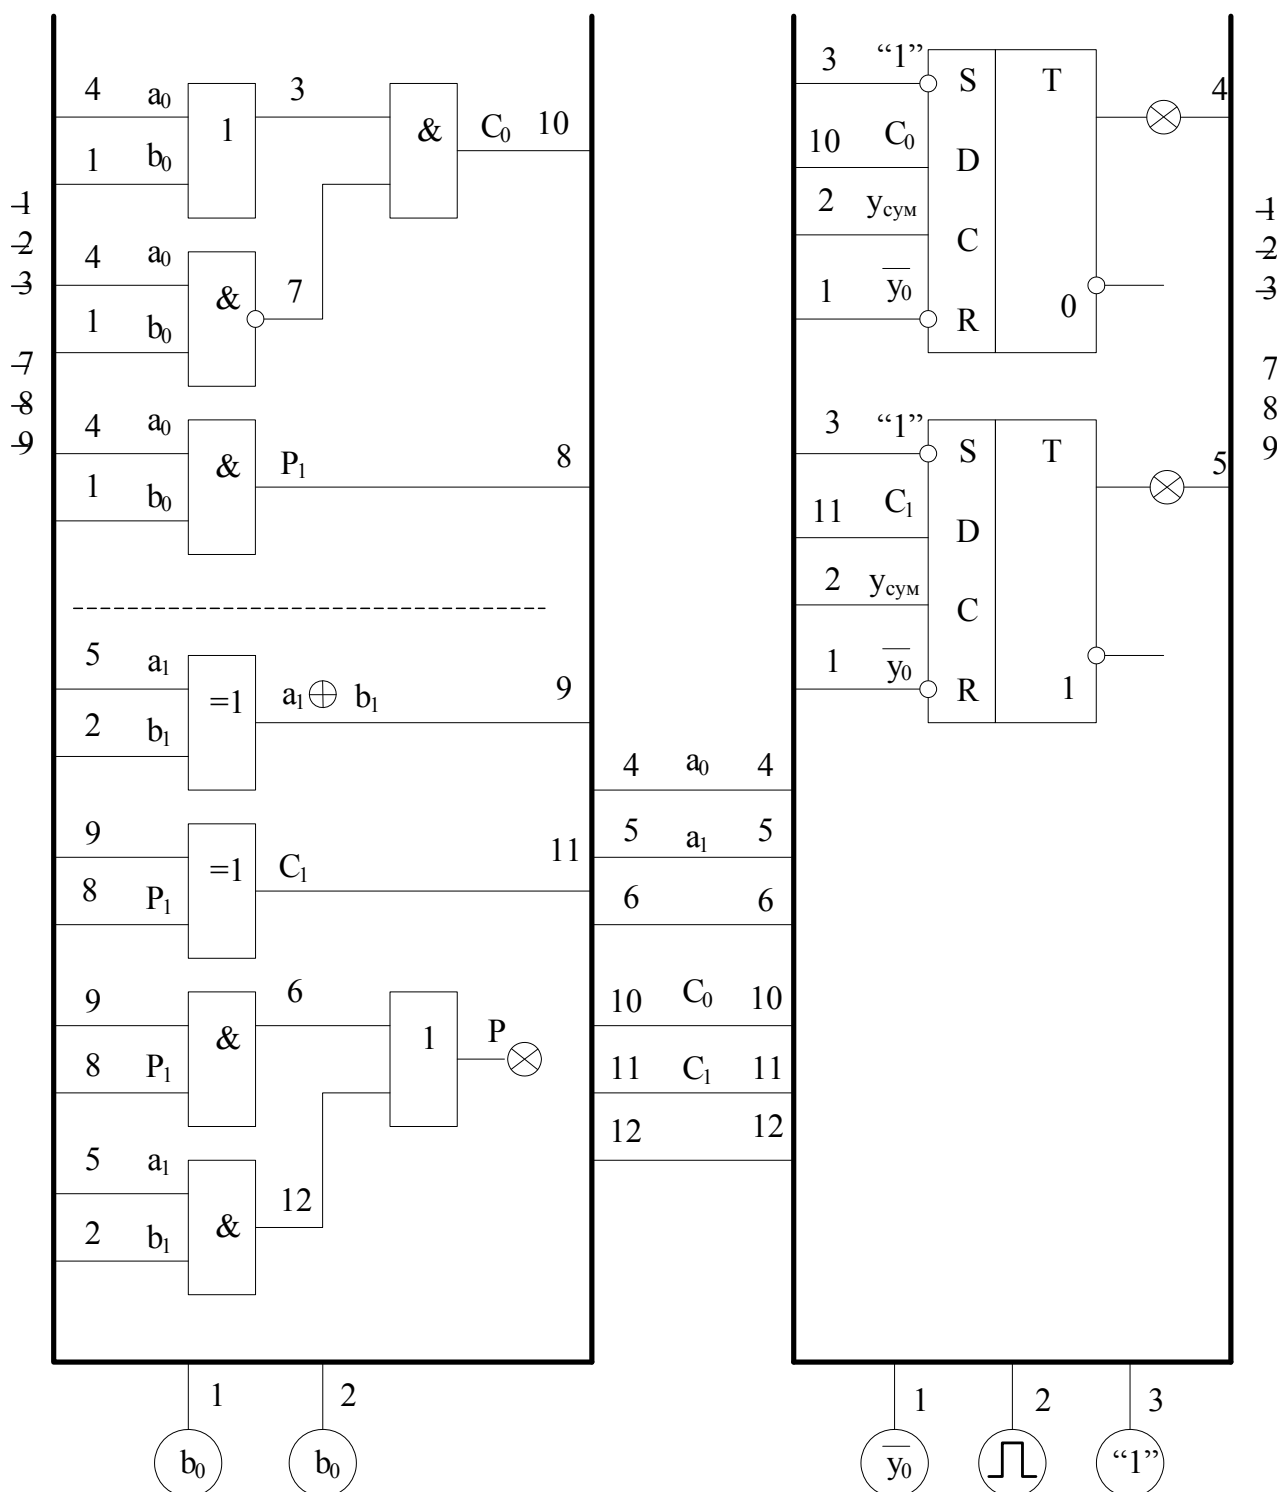 4 a₀ 1 3 & C₀ 10
1 b₀
4 a₀ & 7
1 b₀
4 a₀ & P₁ 8
1 b₀
5 a₁ =1 a₁ ⊕ b₁ 9
2 b₁
9 =1 C₁ 11
8 P₁
9 & 6 1 P
8 P₁
5 a₁ & 12
2 b₁
1 2
b₀ b₀
1
2
3
7
8
9
4 a₀ 4
5 a₁ 5
6 6
10 C₀ 10
11 C₁ 11
12 12
3 “1” S T 4
10 C₀ D
2 y сум C
1 y̅₀ R 0
3 “1” S T 5
11 C₁ D
2 y сум C
1 y̅₀ R 1
1 2 3
y̅₀ “1”
1
2
3
7
8
9